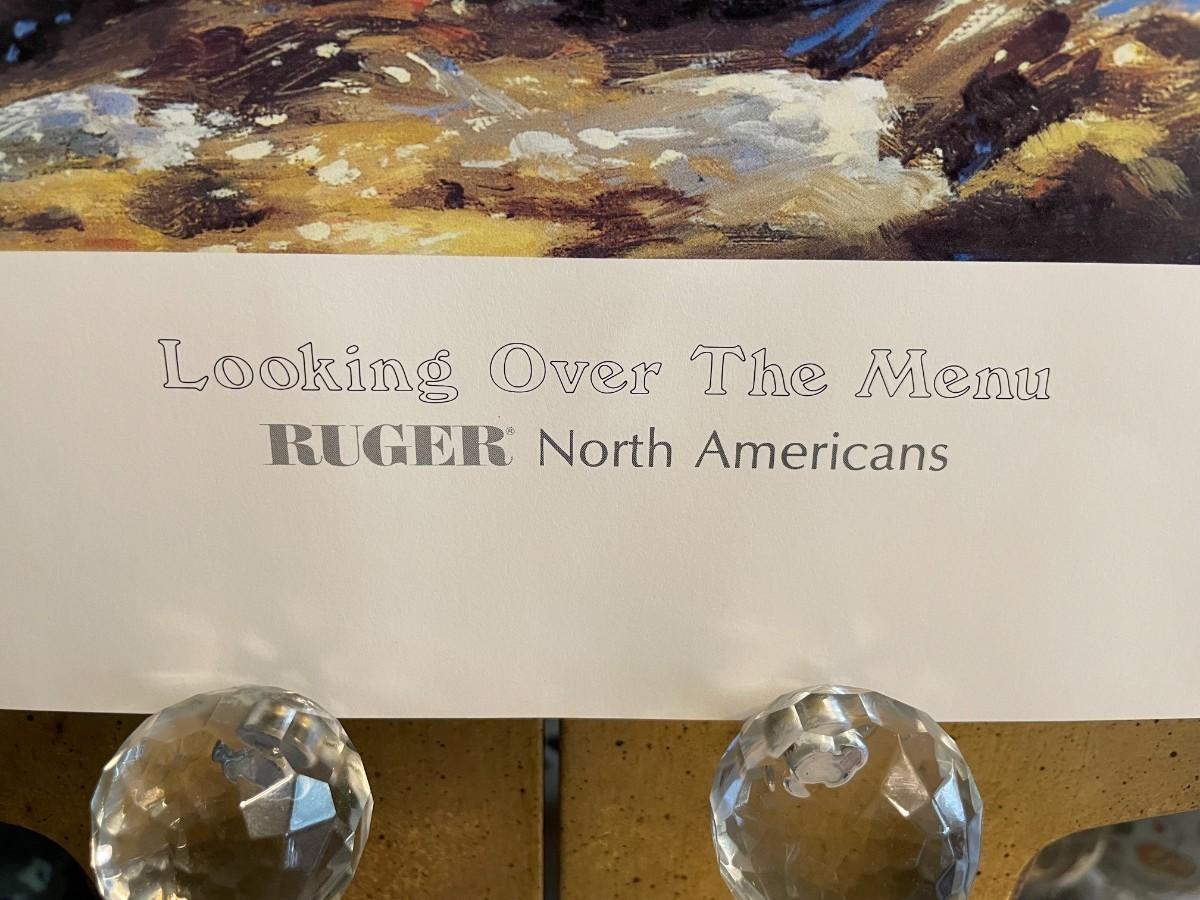 Looking Over The Menu
RUGER® North Americans